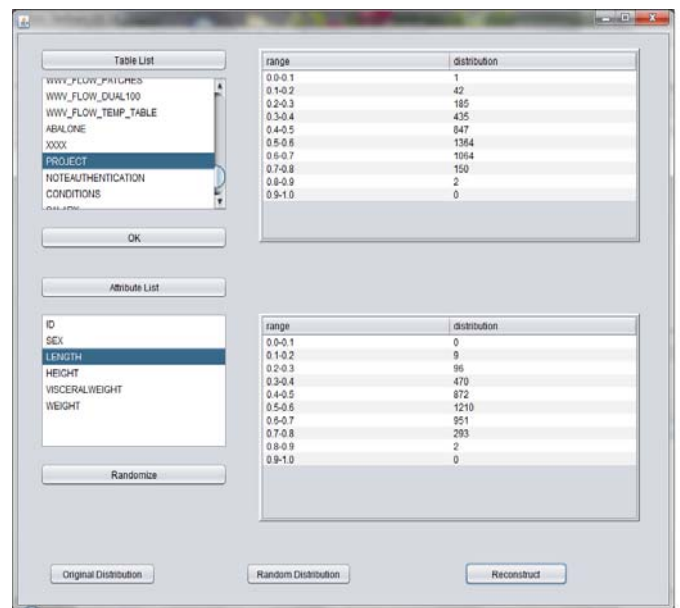 Table List
WWV_FLOW_PATCHES
WWV_FLOW_DUAL100
WWV_FLOW_TEMP_TABLE
ABALONE
XXXX
PROJECT
NOTEAUTHENTICATION
CONDITIONS
OK
Attribute List
ID
SEX
LENGTH
HEIGHT
VISCERALWEIGHT
WEIGHT
Randomize
range distribution
0.0-0.1 1
0.1-0.2 42
0.2-0.3 185
0.3-0.4 435
0.4-0.5 847
0.5-0.6 1364
0.6-0.7 1064
0.7-0.8 150
0.8-0.9 2
0.9-1.0 0
range distribution
0.0-0.1 0
0.1-0.2 9
0.2-0.3 96
0.3-0.4 470
0.4-0.5 872
0.5-0.6 1210
0.6-0.7 951
0.7-0.8 293
0.8-0.9 2
0.9-1.0 0
Original Distribution Random Distribution Reconstruct